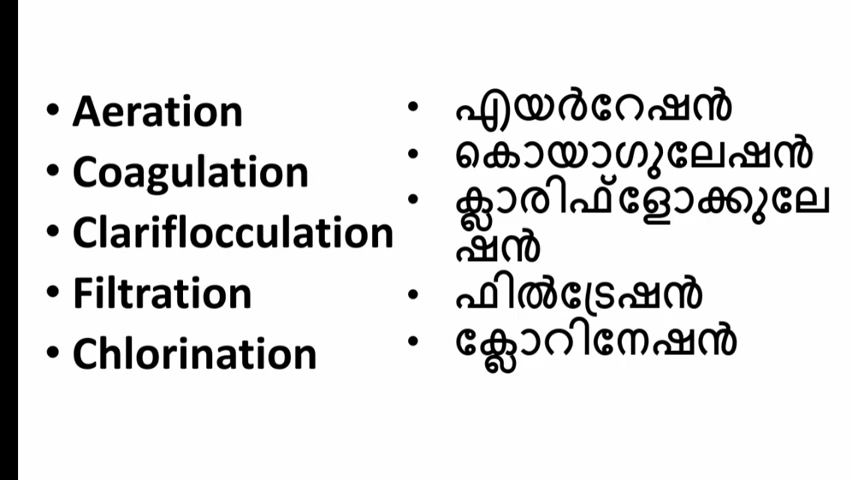 • Aeration
• Coagulation
• Clariflocculation
• Filtration
• Chlorination
• എയർറേഷൻ
• കൊയാഗുലേഷൻ
• ക്ലാരിഫ്ളോക്കുലേ
ഷൻ
• ഫിൽട്രേഷൻ
• ക്ലോറിനേഷൻ